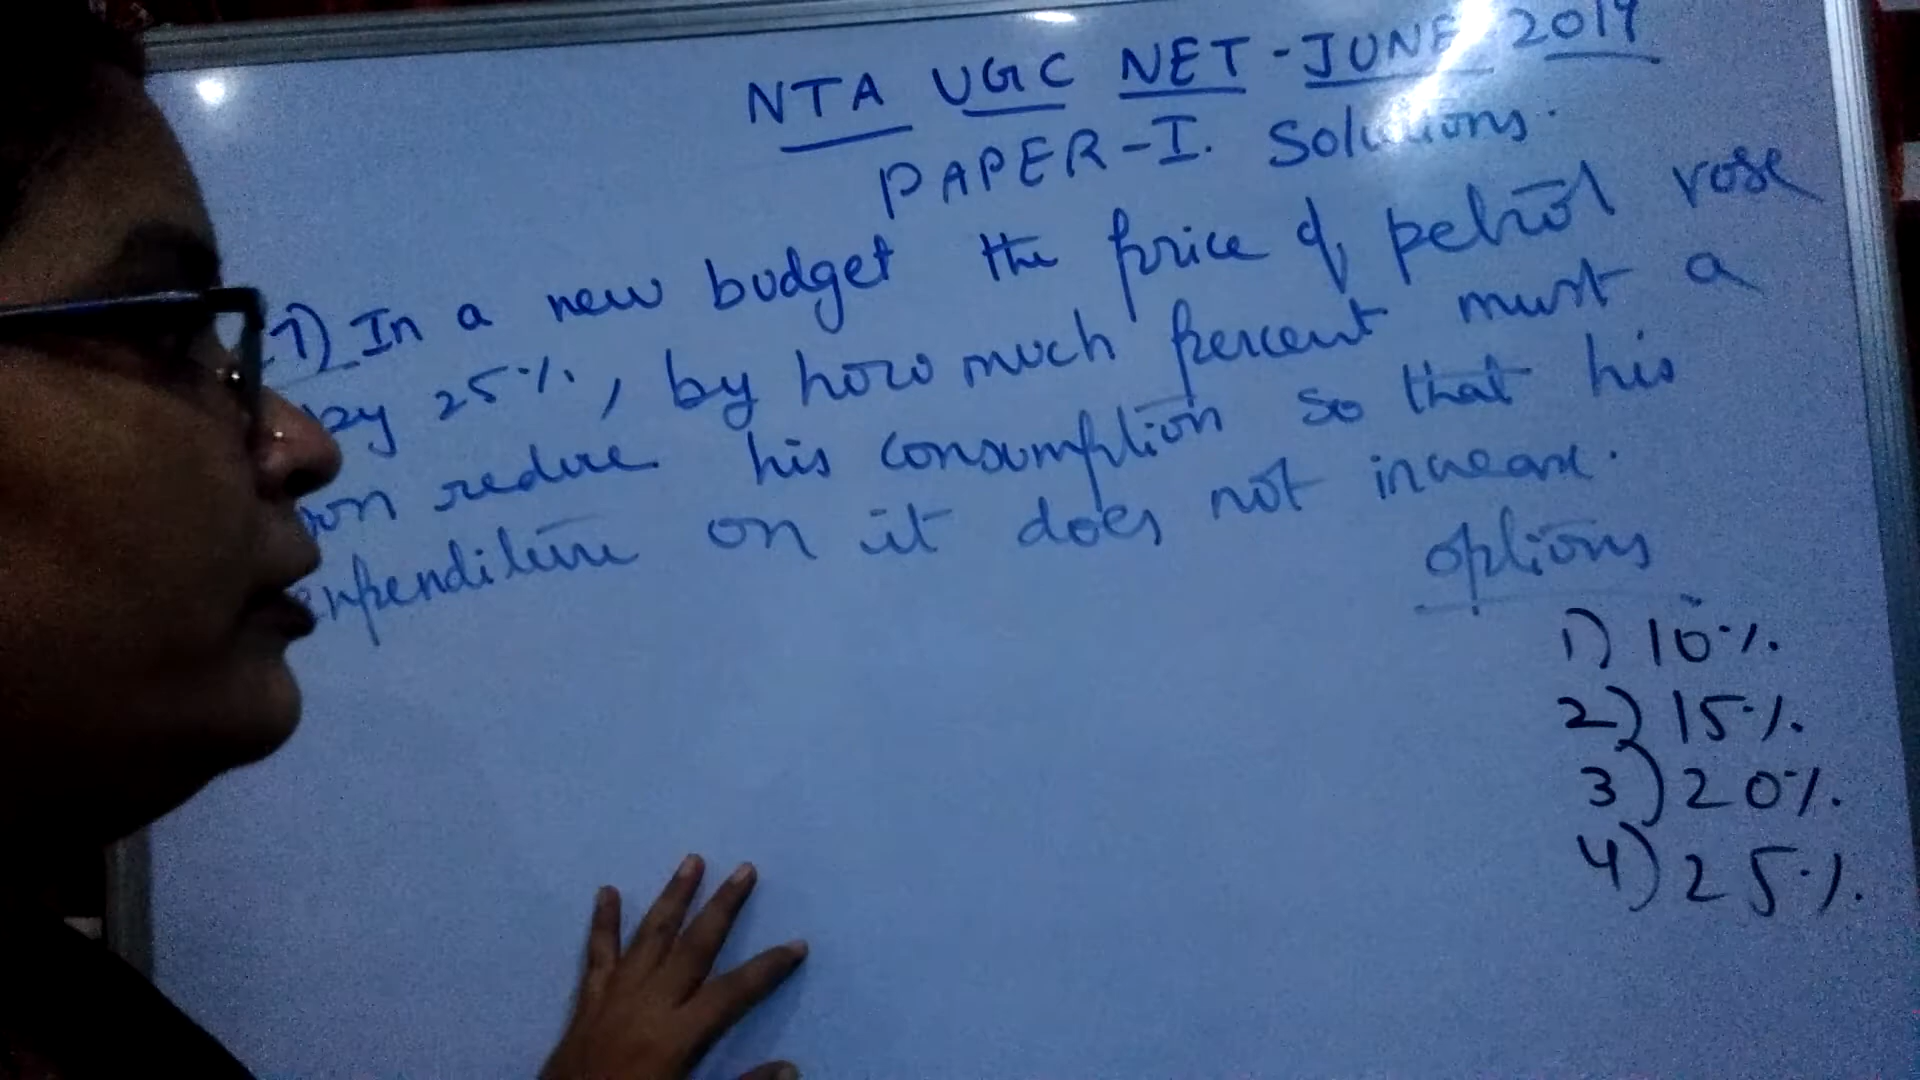 NTA UGC NET-JUNE 2019
PAPER-I. Solutions.
1) In a new budget the price of petrol rose
by 25%, by how much percent must a
reduce his consumption so that his
expenditure on it does not increase.
options
1) 10%.
2) 15%.
3) 20%.
4) 25%.